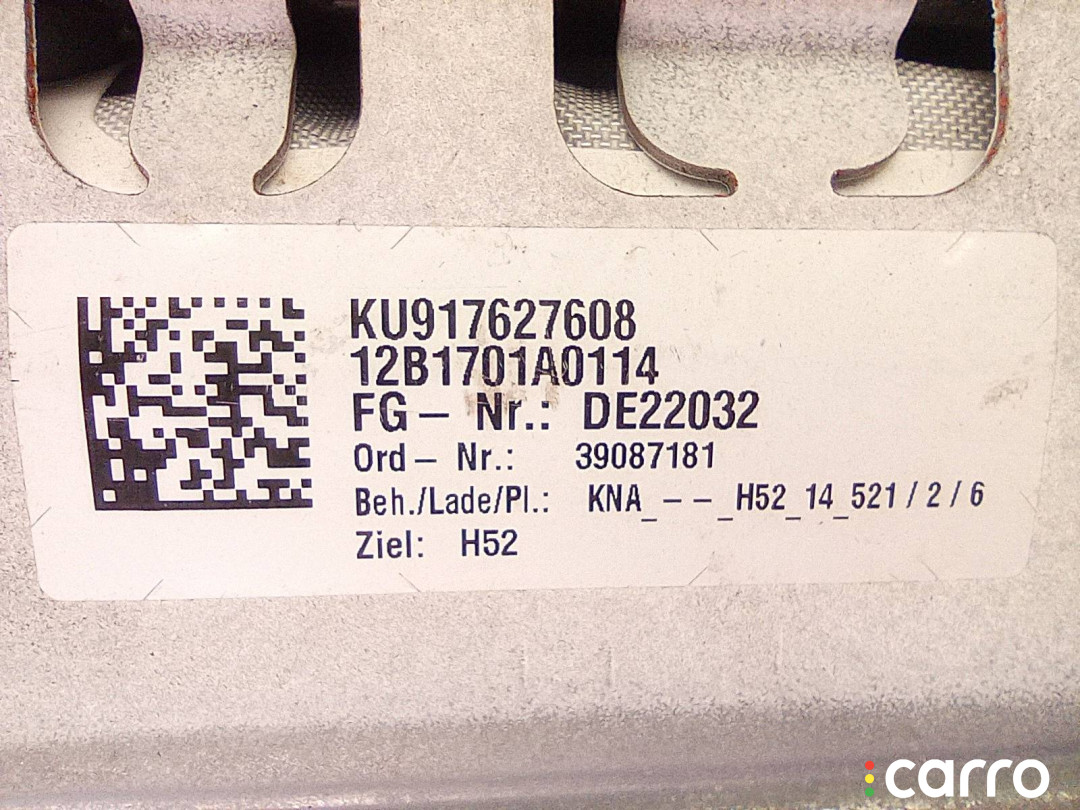 KU917627608
12B1701A0114
FG – Nr.: DE22032
Ord – Nr.: 39087181
Beh./Lade/Pl.: KNA_ – – _H52_14_521 / 2 / 6
Ziel: H52
carro